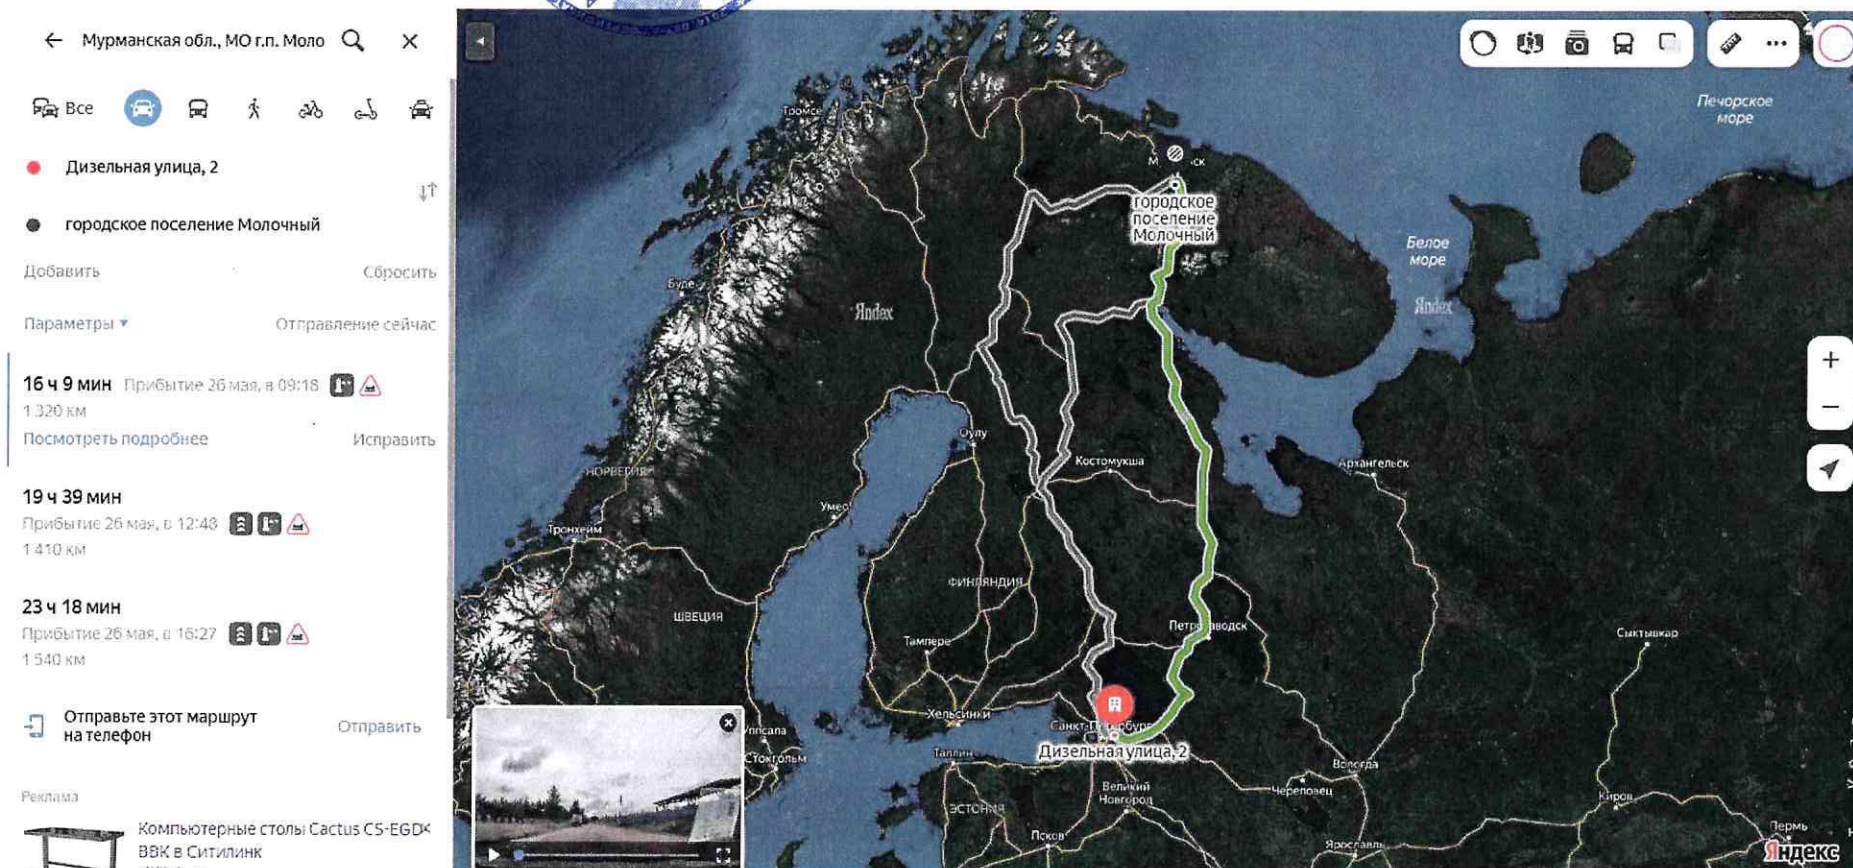 Мурманская обл., МО г.п. Моло
Все
Дизельная улица, 2
городское поселение Молочный
Добавить
Сбросить
Параметры
Отправление сейчас
16 ч 9 мин Прибытие 26 мая, в 09:18
1 320 км
Посмотреть подробнее
Исправить
19 ч 39 мин
Прибытие 26 мая, в 12:48
1 410 км
23 ч 18 мин
Прибытие 26 мая, в 16:27
1 540 км
Отправьте этот маршрут
на телефон
Отправить
Реклама
Компьютерные столы Cactus CS-EGD
BBK в Ситилинк
Печорское
море
Тромсё
городское
поселение
Молочный
Белое
море
Буде
Яndex
Яndex
Оулу
Костомукша
Архангельск
НОРВЕГИЯ
Умео
Тронхейм
ФИНЛЯНДИЯ
ШВЕЦИЯ
Тампере
Сыктывкар
Хельсинки
Уппсала
Стокгольм
Таллин
Дизельная улица, 2
Вологда
Великий
Новгород
Череповец
Киров
ЭСТОНИЯ
Псков
Ярославль
Пермь
Яндекс